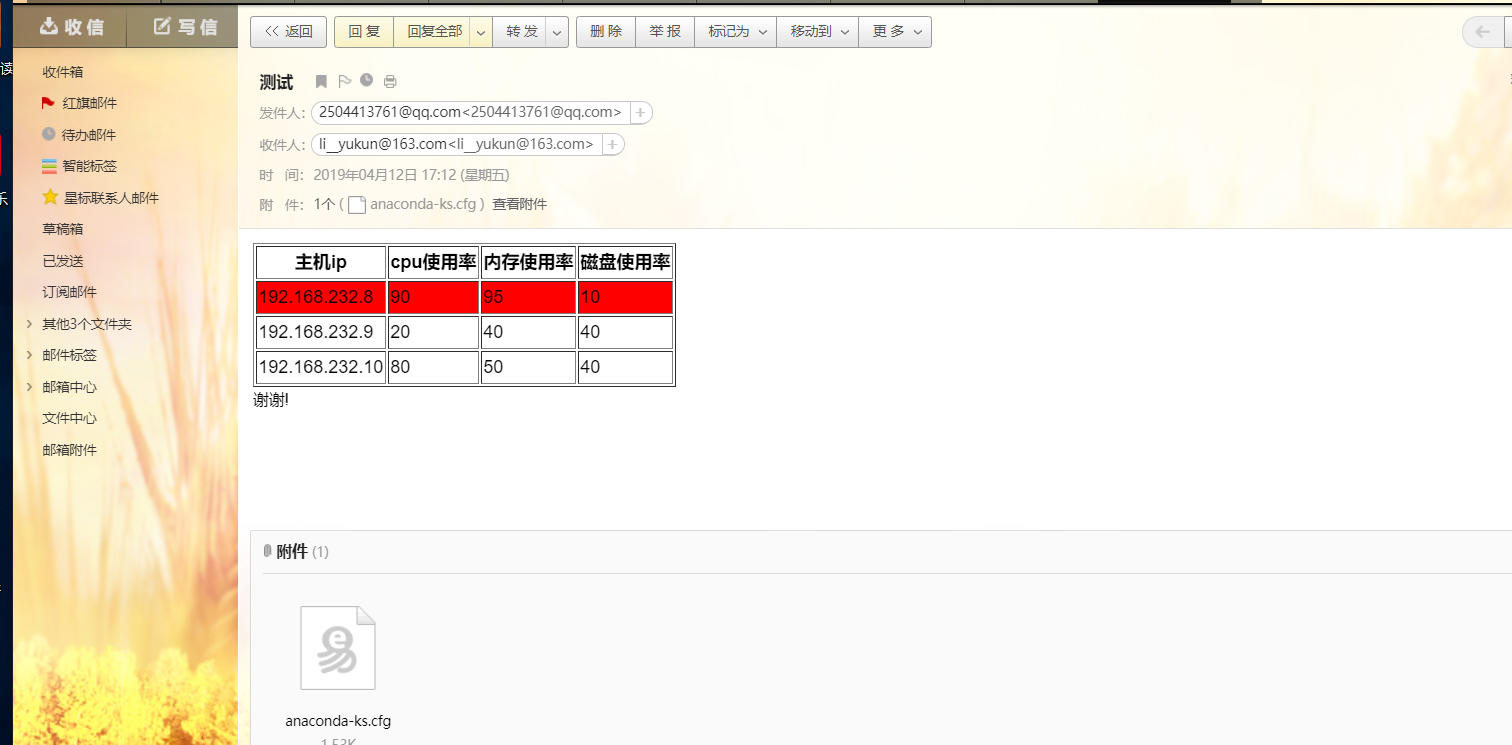 收信 写信
<< 返回 回 复 回复全部 转 发 删 除 举 报 标记为 移动到 更 多
读
收件箱
红旗邮件
待办邮件
智能标签
星标联系人邮件
草稿箱
已发送
订阅邮件
其他3个文件夹
邮件标签
邮箱中心
文件中心
邮箱附件
乐
测试
发件人: 2504413761@qq.com<2504413761@qq.com> +
收件人: li__yukun@163.com<li__yukun@163.com> +
时 间: 2019年04月12日 17:12 (星期五)
附 件: 1个 ( anaconda-ks.cfg ) 查看附件
主机ip cpu使用率 内存使用率 磁盘使用率
192.168.232.8 90 95 10
192.168.232.9 20 40 40
192.168.232.10 80 50 40
谢谢!
附件 (1)
易
anaconda-ks.cfg
1.53K